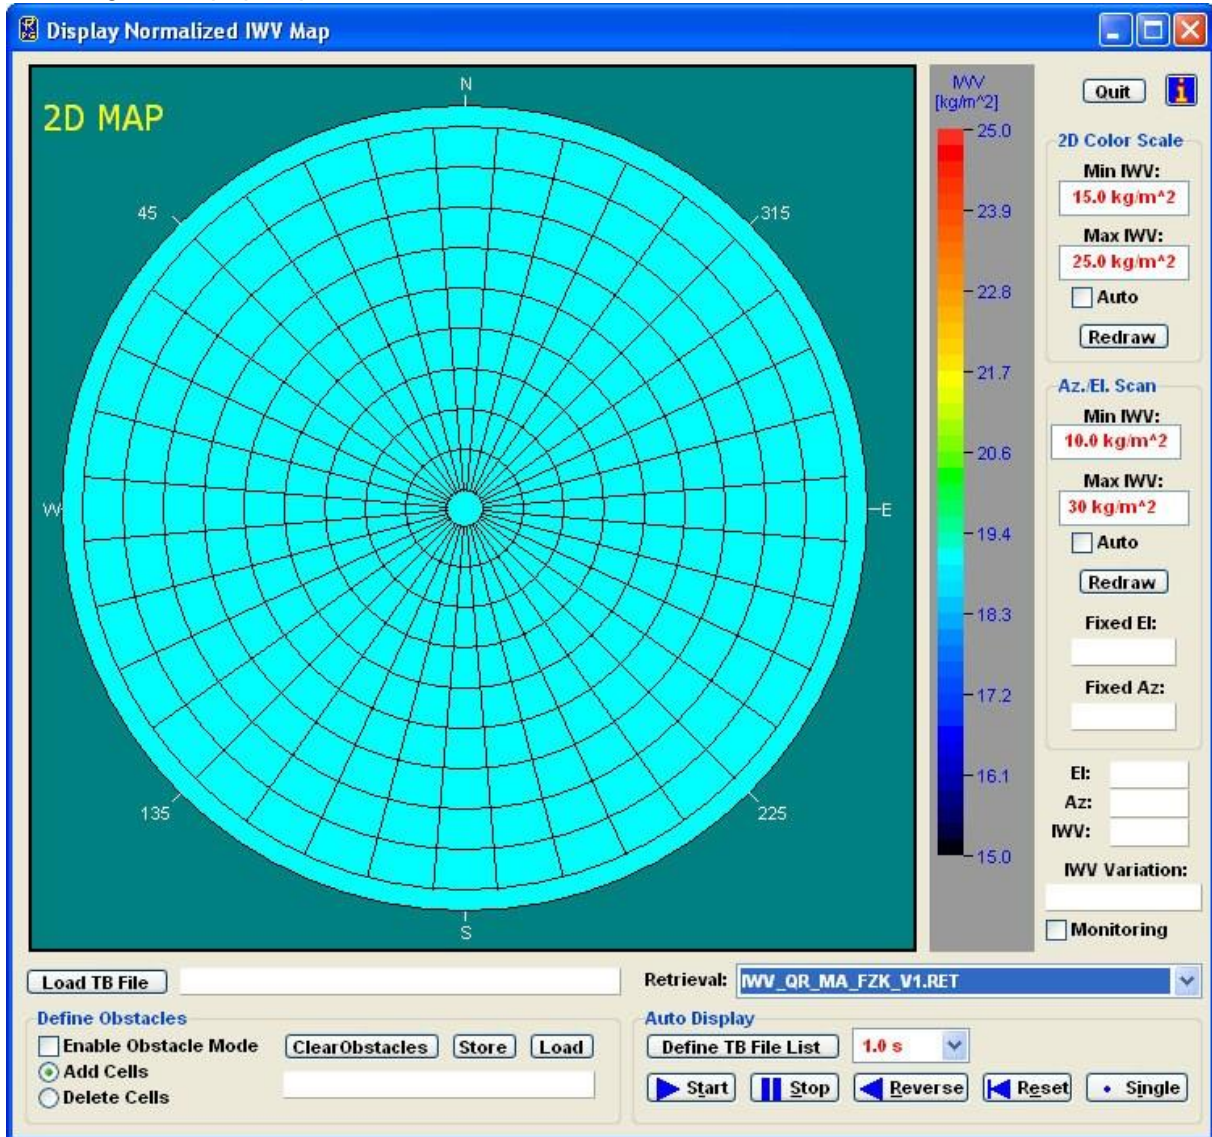 Display Normalized IWV Map
2D MAP
N
45
315
W
E
135
225
S
IWV
[kg/m^2]
25.0
23.9
22.8
21.7
20.6
19.4
18.3
17.2
16.1
15.0
Quit
i
2D Color Scale
Min IWV:
15.0 kg/m^2
Max IWV:
25.0 kg/m^2
Auto
Redraw
Az./El. Scan
Min IWV:
10.0 kg/m^2
Max IWV:
30 kg/m^2
Auto
Redraw
Fixed El:
Fixed Az:
El:
Az:
IWV:
IWV Variation:
Monitoring
Load TB File
Retrieval: IWV_QR_MA_FZK_V1.RET
Define Obstacles
Enable Obstacle Mode ClearObstacles Store Load
Add Cells
Delete Cells
Auto Display
Define TB File List 1.0 s
Start Stop Reverse Reset Single